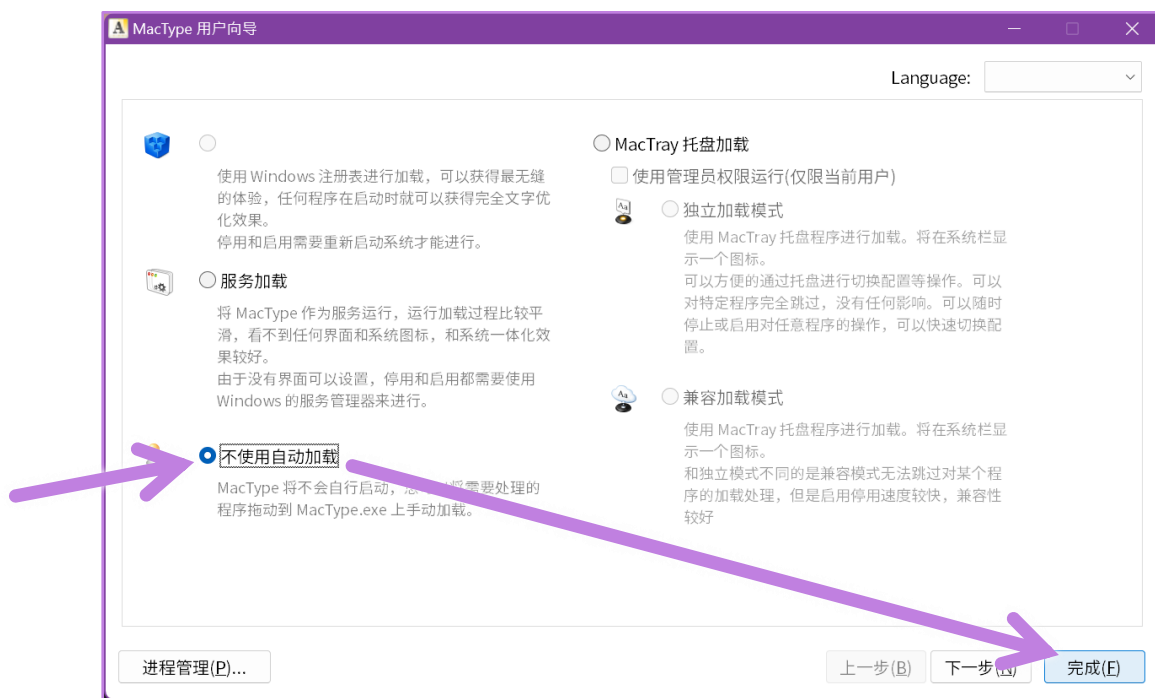 MacType 用户向导
Language:
使用 Windows 注册表进行加载，可以获得最无缝
的体验，任何程序在启动时就可以获得完全文字优
化效果。
停用和启用需要重新启动系统才能进行。
服务加载
将 MacType 作为服务运行，运行加载过程比较平
滑，看不到任何界面和系统图标，和系统一体化效
果较好。
由于没有界面可以设置，停用和启用都需要使用
Windows 的服务管理器来进行。
不使用自动加载
MacType 将不会自行启动，需要处理的
程序拖动到 MacType.exe 上手动加载。
MacTray 托盘加载
使用管理员权限运行(仅限当前用户)
独立加载模式
使用 MacTray 托盘程序进行加载。将在系统栏显
示一个图标。
可以方便的通过托盘进行切换配置等操作。可以
对特定程序完全跳过，没有任何影响。可以随时
停止或启用对任意程序的操作，可以快速切换配
置。
兼容加载模式
使用 MacTray 托盘程序进行加载。将在系统栏显
示一个图标。
和独立模式不同的是兼容模式无法跳过对某个程
序的加载处理，但是启用停用速度较快，兼容性
较好
进程管理(P)...
上一步(B)
下一步(N)
完成(F)